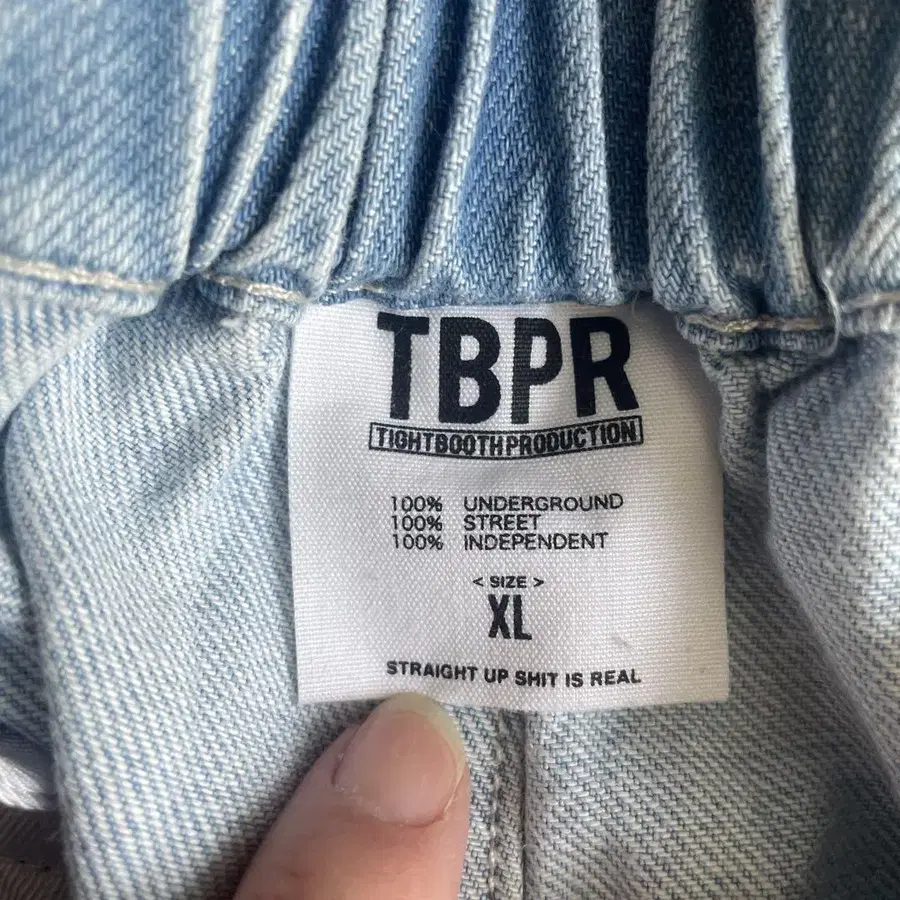 TBPR
TIGHTBOOTHPRODUCTION
100% UNDERGROUND
100% STREET
100% INDEPENDENT
< SIZE >
XL
STRAIGHT UP SHIT IS REAL